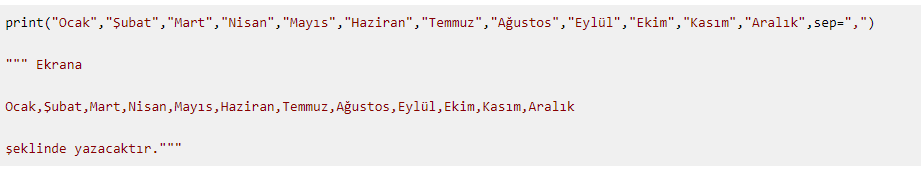 print("Ocak","Şubat","Mart","Nisan","Mayıs","Haziran","Temmuz","Ağustos","Eylül","Ekim","Kasım","Aralık",sep=",")
""" Ekrana
Ocak,Şubat,Mart,Nisan,Mayıs,Haziran,Temmuz,Ağustos,Eylül,Ekim,Kasım,Aralık
şeklinde yazacaktır."""